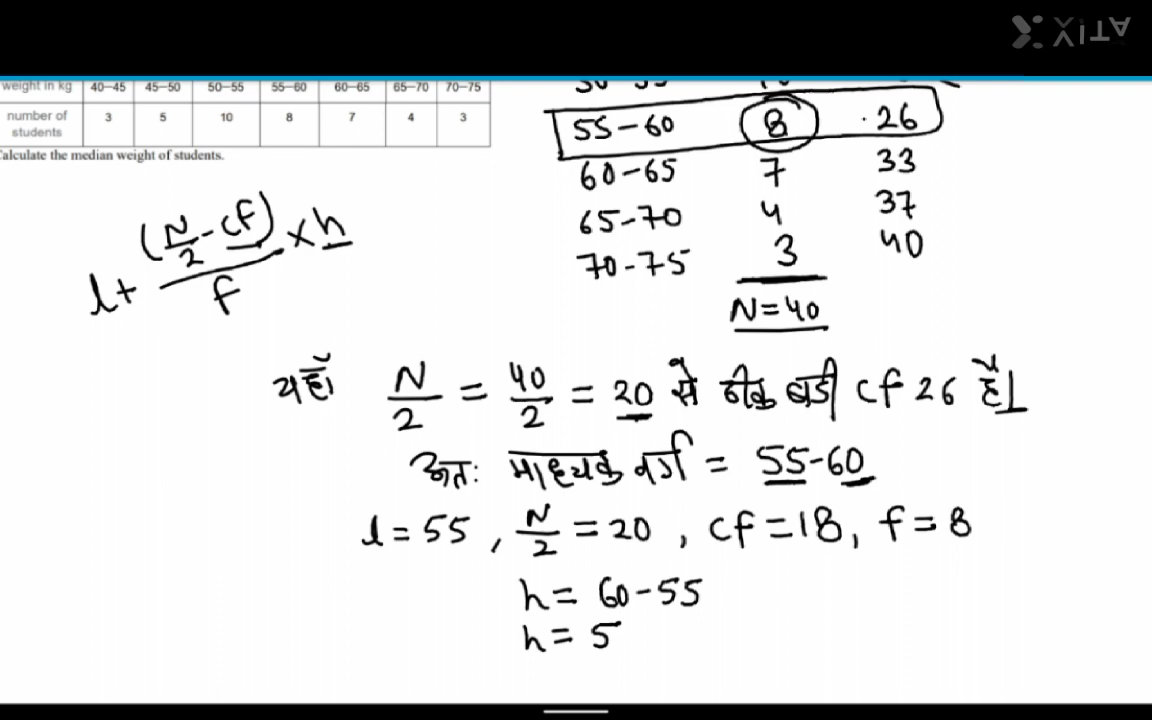 weight in kg 40–45 45–50 50–55 55–60 60–65 65–70 70–75
number of students 3 5 10 8 7 4 3
alculate the median weight of students.
55-60 8 .26
60-65 7 33
65-70 4 37
70-75 3 40
N=40
l+ (N/2-cf)/f ×h
यहाँ N/2 = 40/2 = 20 से ठीक बड़ी cf 26 है।
अतः माध्यक वर्ग = 55-60
l=55, N/2=20, cf=18, f=8
h= 60-55
h= 5